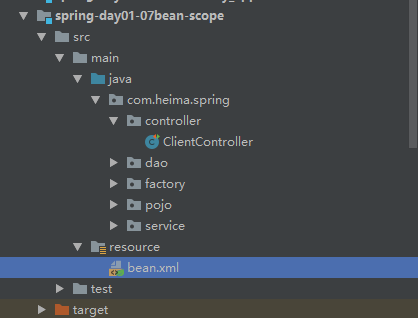 spring-day01-07bean-scope
src
main
java
com.heima.spring
controller
ClientController
dao
factory
pojo
service
resource
bean.xml
test
target